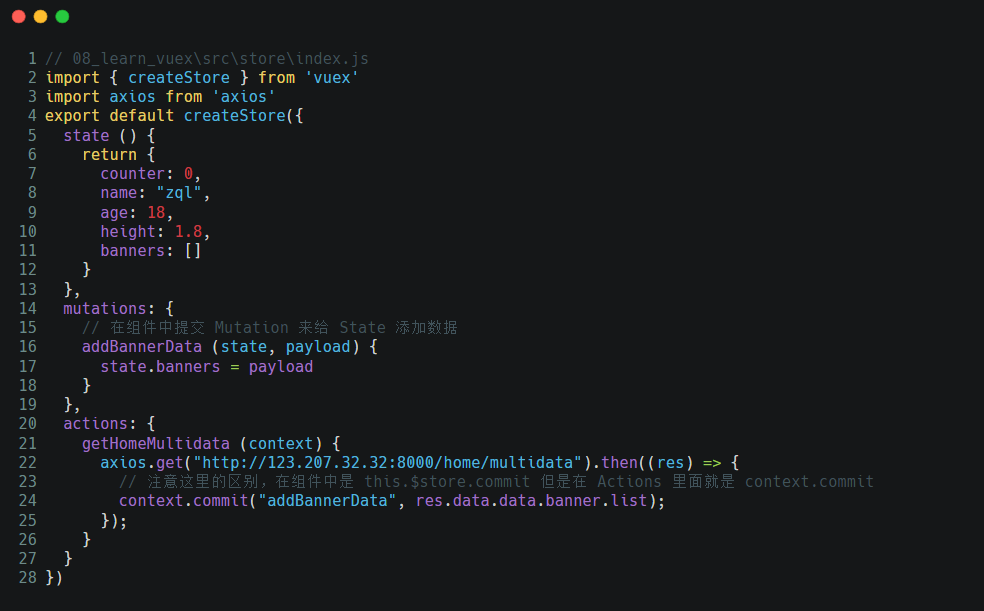 1 // 08_learn_vuex\src\store\index.js
2 import { createStore } from 'vuex'
3 import axios from 'axios'
4 export default createStore({
5   state () {
6     return {
7       counter: 0,
8       name: "zql",
9       age: 18,
10       height: 1.8,
11       banners: []
12     }
13   },
14   mutations: {
15     // 在组件中提交 Mutation 来给 State 添加数据
16     addBannerData (state, payload) {
17       state.banners = payload
18     }
19   },
20   actions: {
21     getHomeMultidata (context) {
22       axios.get("http://123.207.32.32:8000/home/multidata").then((res) => {
23         // 注意这里的区别，在组件中是 this.$store.commit 但是在 Actions 里面就是 context.commit
24         context.commit("addBannerData", res.data.data.banner.list);
25       });
26     }
27   }
28 })